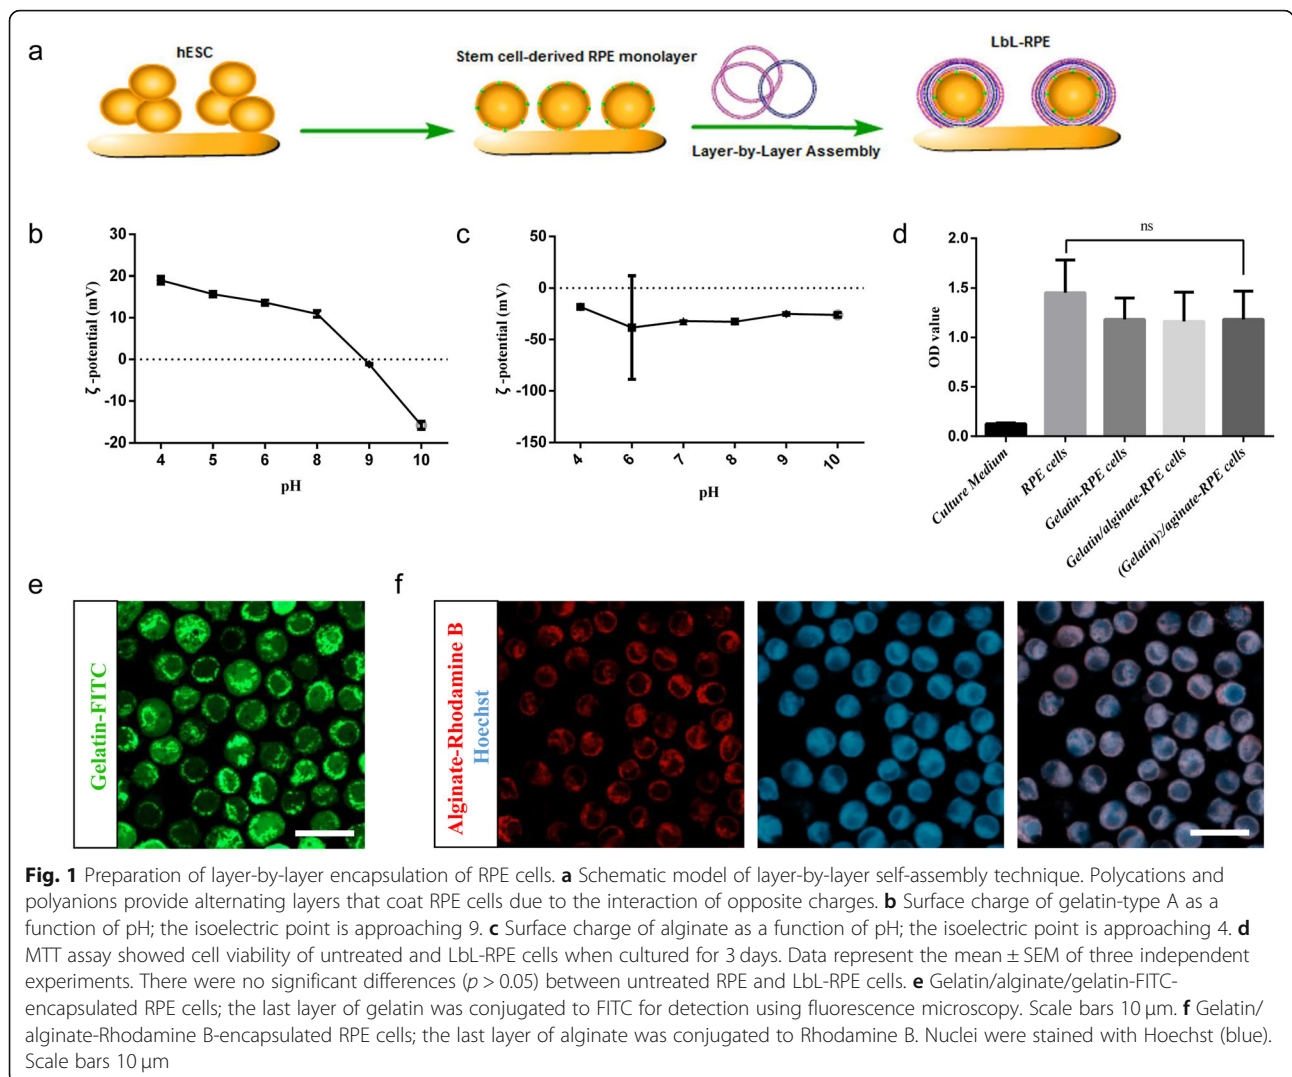 a
hESC
Stem cell-derived RPE monolayer
LbL-RPE
Layer-by-Layer Assembly
b
ζ -potential (mV)
30
20
10
0
-10
-20
4
5
6
8
9
10
pH
c
ζ -potential (mV)
50
0
-50
-100
-150
4
6
7
8
9
10
pH
d
OD value
2.0
1.5
1.0
0.5
0.0
ns
Culture Medium
RPE cells
Gelatin-RPE cells
Gelatin/alginate-RPE cells
(Gelatin)2/aginate-RPE cells
e
Gelatin-FITC
f
Alginate-Rhodamine B
Hoechst
Fig. 1 Preparation of layer-by-layer encapsulation of RPE cells. a Schematic model of layer-by-layer self-assembly technique. Polycations and
polyanions provide alternating layers that coat RPE cells due to the interaction of opposite charges. b Surface charge of gelatin-type A as a
function of pH; the isoelectric point is approaching 9. c Surface charge of alginate as a function of pH; the isoelectric point is approaching 4. d
MTT assay showed cell viability of untreated and LbL-RPE cells when cultured for 3 days. Data represent the mean ± SEM of three independent
experiments. There were no significant differences (p > 0.05) between untreated RPE and LbL-RPE cells. e Gelatin/alginate/gelatin-FITC-
encapsulated RPE cells; the last layer of gelatin was conjugated to FITC for detection using fluorescence microscopy. Scale bars 10 μm. f Gelatin/
alginate-Rhodamine B-encapsulated RPE cells; the last layer of alginate was conjugated to Rhodamine B. Nuclei were stained with Hoechst (blue).
Scale bars 10 μm